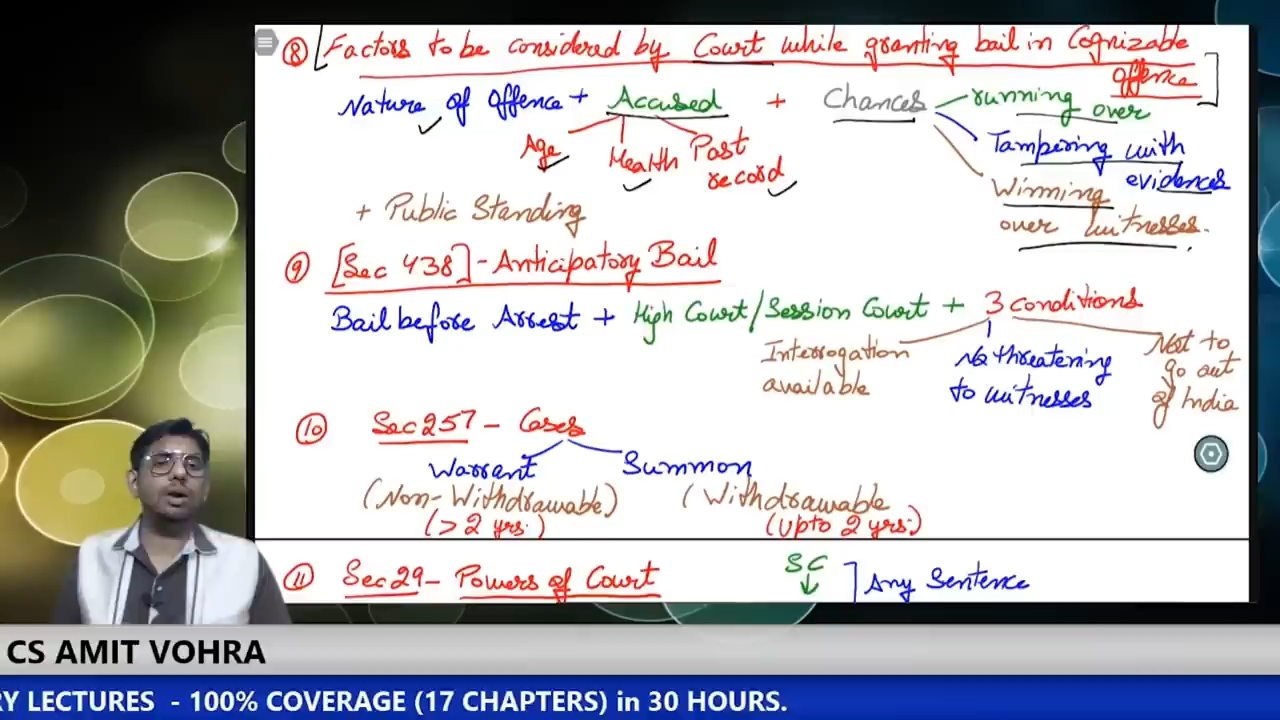 ⑧ [Factors to be considered by Court while granting bail in Cognizable
offence]
Nature of offence + Accused + Chances running over
Age Health Past record
Tampering with evidences
Winning over witnesses.
+ Public Standing
⑨ [Sec 438] - Anticipatory Bail
Bail before Arrest + High Court/Session Court + 3 conditions
Interrogation available
No threatening to witnesses
Not to go out of India
⑩ Sec 257 - Cases
Warrant Summon
(Non-Withdrawable) (Withdrawable
(>2 yrs.) (upto 2 yrs.)
⑪ Sec 29 - Powers of Court SC ] Any Sentence
CS AMIT VOHRA
RY LECTURES - 100% COVERAGE (17 CHAPTERS) in 30 HOURS.